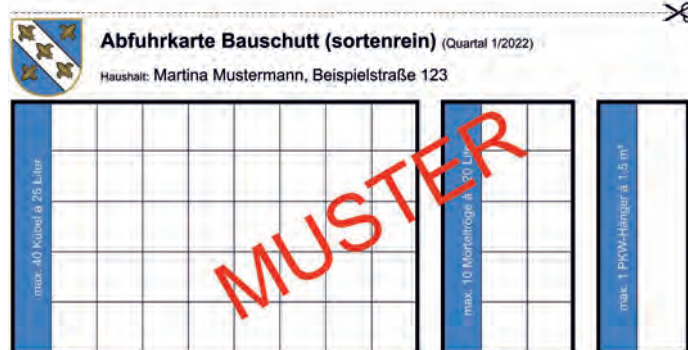 Abfuhrkarte Bauschutt (sortenrein) (Quartal 1/2022)
Haushalt: Martina Mustermann, Beispielstraße 123
max. 40 Kübel à 25 Liter
max. 10 Mörteltröge à 120 Liter
max. 1 PKW-Hänger à 1,5 m³
MUSTER